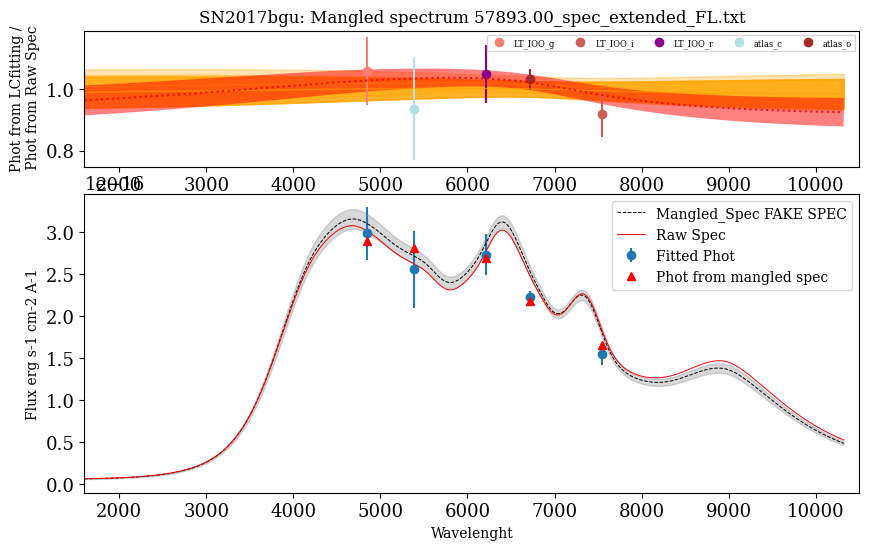 SN2017bgu: Mangled spectrum 57893.00_spec_extended_FL.txt
Phot from LCfitting /
Phot from Raw Spec
LT_IOO_g LT_IOO_i LT_IOO_r atlas_c atlas_o
1.0
0.8
2000 3000 4000 5000 6000 7000 8000 9000 10000
1e−16
Flux erg s-1 cm-2 A-1
Mangled_Spec FAKE SPEC
Raw Spec
Fitted Phot
Phot from mangled spec
3.0
2.5
2.0
1.5
1.0
0.5
0.0
2000 3000 4000 5000 6000 7000 8000 9000 10000
Wavelenght